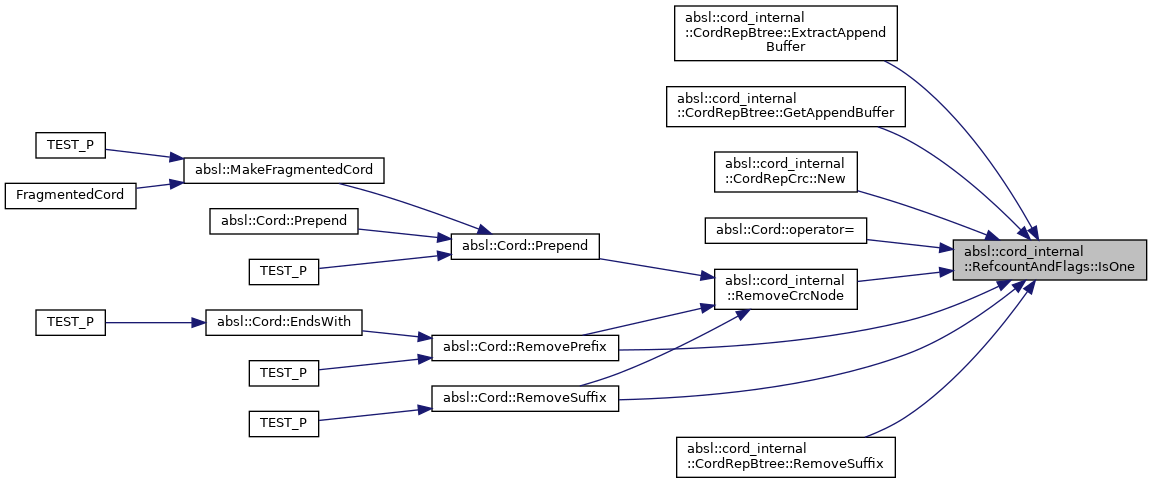 absl::cord_internal
::CordRepBtree::ExtractAppend
Buffer
absl::cord_internal
::CordRepBtree::GetAppendBuffer
TEST_P
absl::MakeFragmentedCord
FragmentedCord
absl::cord_internal
::CordRepCrc::New
absl::Cord::Prepend
absl::Cord::operator=
absl::Cord::Prepend
TEST_P
absl::cord_internal
::RefcountAndFlags::IsOne
absl::cord_internal
::RemoveCrcNode
TEST_P
absl::Cord::EndsWith
absl::Cord::RemovePrefix
TEST_P
absl::Cord::RemoveSuffix
TEST_P
absl::cord_internal
::CordRepBtree::RemoveSuffix